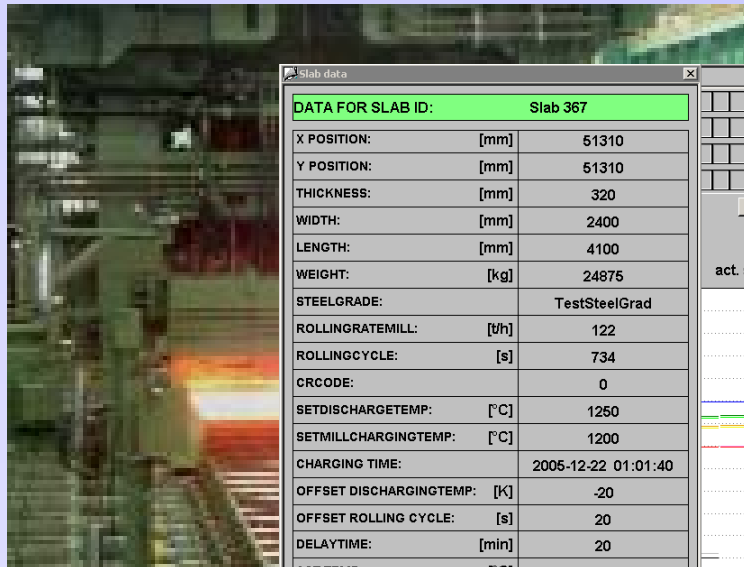 Slab data
DATA FOR SLAB ID: Slab 367
X POSITION: [mm] 51310
Y POSITION: [mm] 51310
THICKNESS: [mm] 320
WIDTH: [mm] 2400
LENGTH: [mm] 4100
WEIGHT: [kg] 24875
act.
STEELGRADE: TestSteelGrad
ROLLINGRATEMILL: [t/h] 122
ROLLINGCYCLE: [s] 734
CRCODE: 0
SETDISCHARGETEMP: [°C] 1250
SETMILLCHARGINGTEMP: [°C] 1200
CHARGING TIME: 2005-12-22 01:01:40
OFFSET DISCHARGINGTEMP: [K] -20
OFFSET ROLLING CYCLE: [s] 20
DELAYTIME: [min] 20